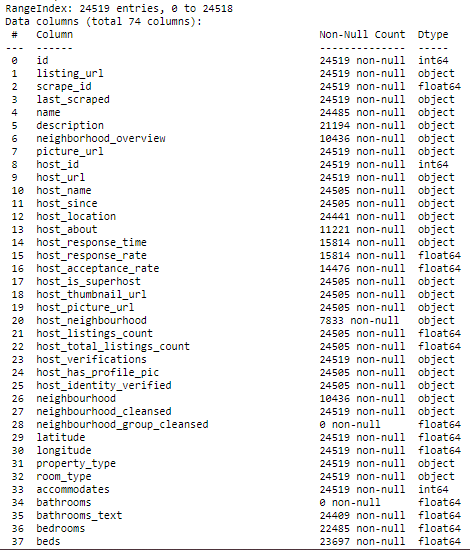 RangeIndex: 24519 entries, 0 to 24518
Data columns (total 74 columns):
 #   Column                        Non-Null Count  Dtype
---  ------                        --------------  -----
 0   id                            24519 non-null  int64
 1   listing_url                   24519 non-null  object
 2   scrape_id                     24519 non-null  float64
 3   last_scraped                  24519 non-null  object
 4   name                          24485 non-null  object
 5   description                   21194 non-null  object
 6   neighborhood_overview         10436 non-null  object
 7   picture_url                   24519 non-null  object
 8   host_id                       24519 non-null  int64
 9   host_url                      24519 non-null  object
 10  host_name                     24505 non-null  object
 11  host_since                    24505 non-null  object
 12  host_location                 24441 non-null  object
 13  host_about                    11221 non-null  object
 14  host_response_time            15814 non-null  object
 15  host_response_rate            15814 non-null  float64
 16  host_acceptance_rate          14476 non-null  float64
 17  host_is_superhost             24505 non-null  object
 18  host_thumbnail_url            24505 non-null  object
 19  host_picture_url              24505 non-null  object
 20  host_neighbourhood            7833 non-null   object
 21  host_listings_count           24505 non-null  float64
 22  host_total_listings_count     24505 non-null  float64
 23  host_verifications            24519 non-null  object
 24  host_has_profile_pic          24505 non-null  object
 25  host_identity_verified        24505 non-null  object
 26  neighbourhood                 10436 non-null  object
 27  neighbourhood_cleansed        24519 non-null  object
 28  neighbourhood_group_cleansed  0 non-null      float64
 29  latitude                      24519 non-null  float64
 30  longitude                     24519 non-null  float64
 31  property_type                 24519 non-null  object
 32  room_type                     24519 non-null  object
 33  accommodates                  24519 non-null  int64
 34  bathrooms                     0 non-null      float64
 35  bathrooms_text                24409 non-null  float64
 36  bedrooms                      22485 non-null  float64
 37  beds                          23697 non-null  float64